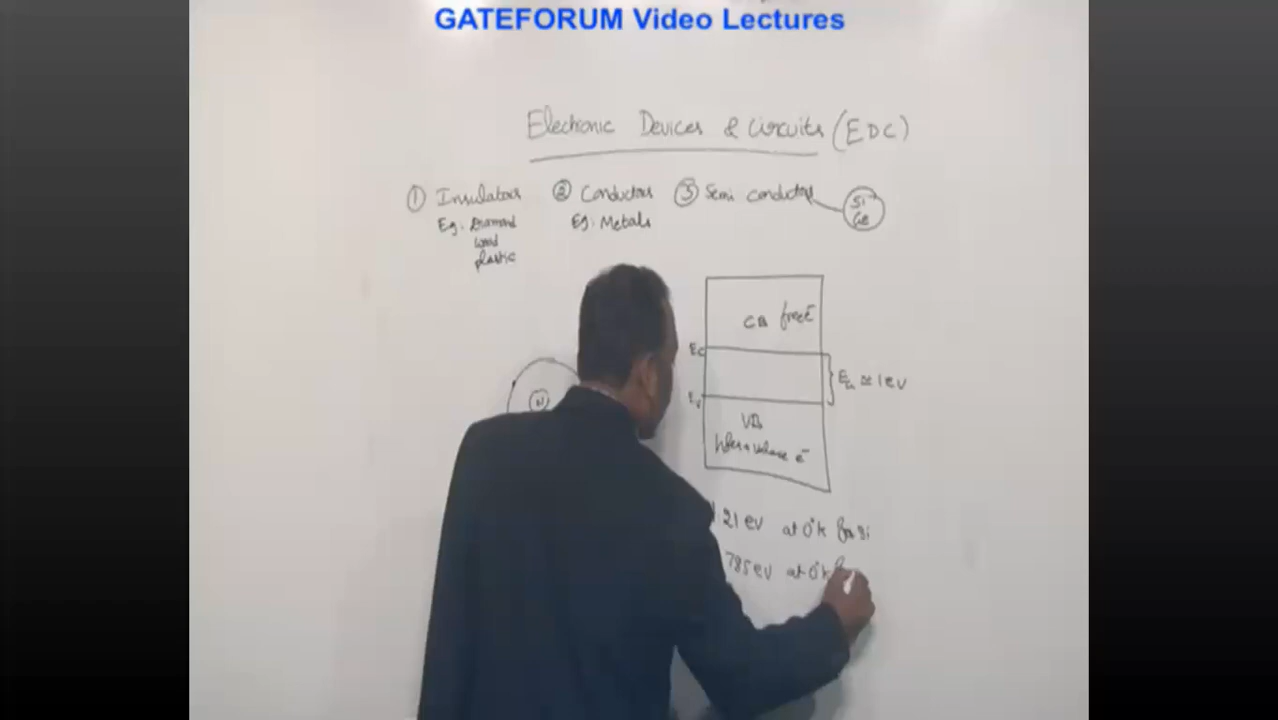 GATEFORUM Video Lectures
Electronic Devices & Circuits (EDC)
① Insulators ② Conductors ③ Semi conductors Si
Eg: Diamond Eg: Metals Ge
wood
plastic
CB free e⁻
Ec
EG ≃ 1eV
Ev
N
VB
holes + valence e⁻
21 eV at 0°K for Si
785 eV at 0°K